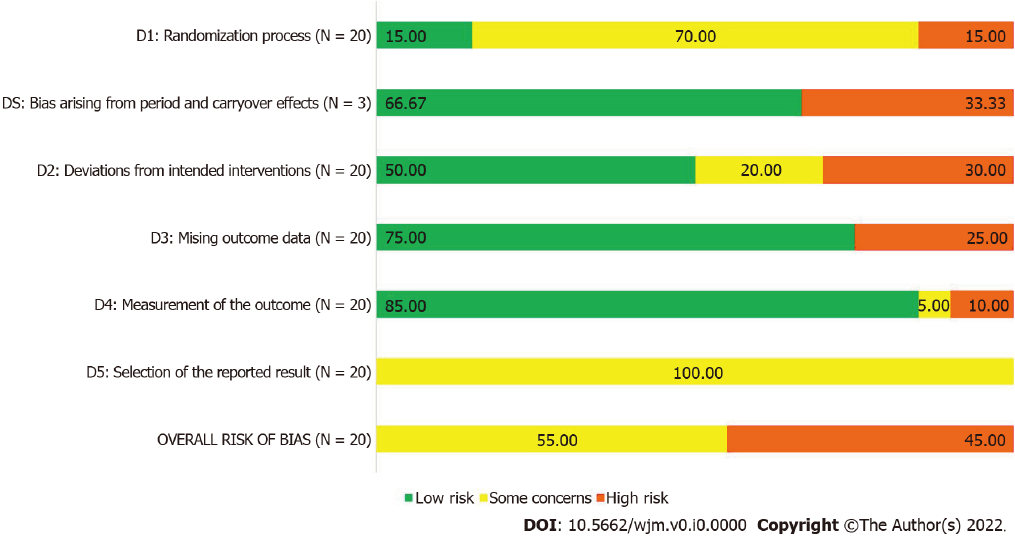 D1: Randomization process (N = 20) 15.00 70.00 15.00
DS: Bias arising from period and carryover effects (N = 3) 66.67 33.33
D2: Deviations from intended interventions (N = 20) 50.00 20.00 30.00
D3: Mising outcome data (N = 20) 75.00 25.00
D4: Measurement of the outcome (N = 20) 85.00 5.00 10.00
D5: Selection of the reported result (N = 20) 100.00
OVERALL RISK OF BIAS (N = 20) 55.00 45.00
Low risk Some concerns High risk
DOI: 10.5662/wjm.v0.i0.0000 Copyright ©The Author(s) 2022.